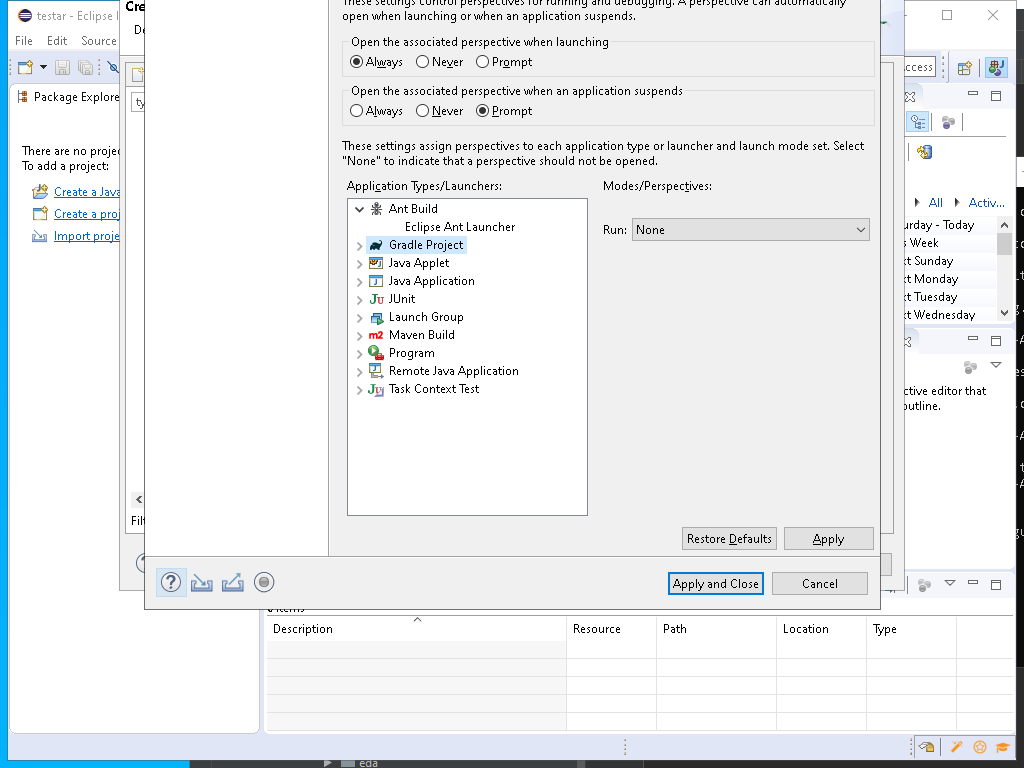 testar - Eclipse I
Cre
These settings control perspectives for running and debugging. A perspective can automatically
open when launching or when an application suspends.
File Edit Source
De
Open the associated perspective when launching
Always Never Prompt
ccess
Package Explore
Open the associated perspective when an application suspends
ty
Always Never Prompt
There are no projec
To add a project:
These settings assign perspectives to each application type or launcher and launch mode set. Select
"None" to indicate that a perspective should not be opened.
Create a Java
Create a proj
Import proje
Application Types/Launchers:
Modes/Perspectives:
All Activ...
Ant Build
Eclipse Ant Launcher
Gradle Project
Java Applet
Java Application
JUnit
Launch Group
Maven Build
Program
Remote Java Application
Task Context Test
Run: None
urday - Today
s Week
xt Sunday
xt Monday
xt Tuesday
xt Wednesday
ctive editor that
outline.
Filt
Restore Defaults Apply
Apply and Close Cancel
items
Description Resource Path Location Type
eda